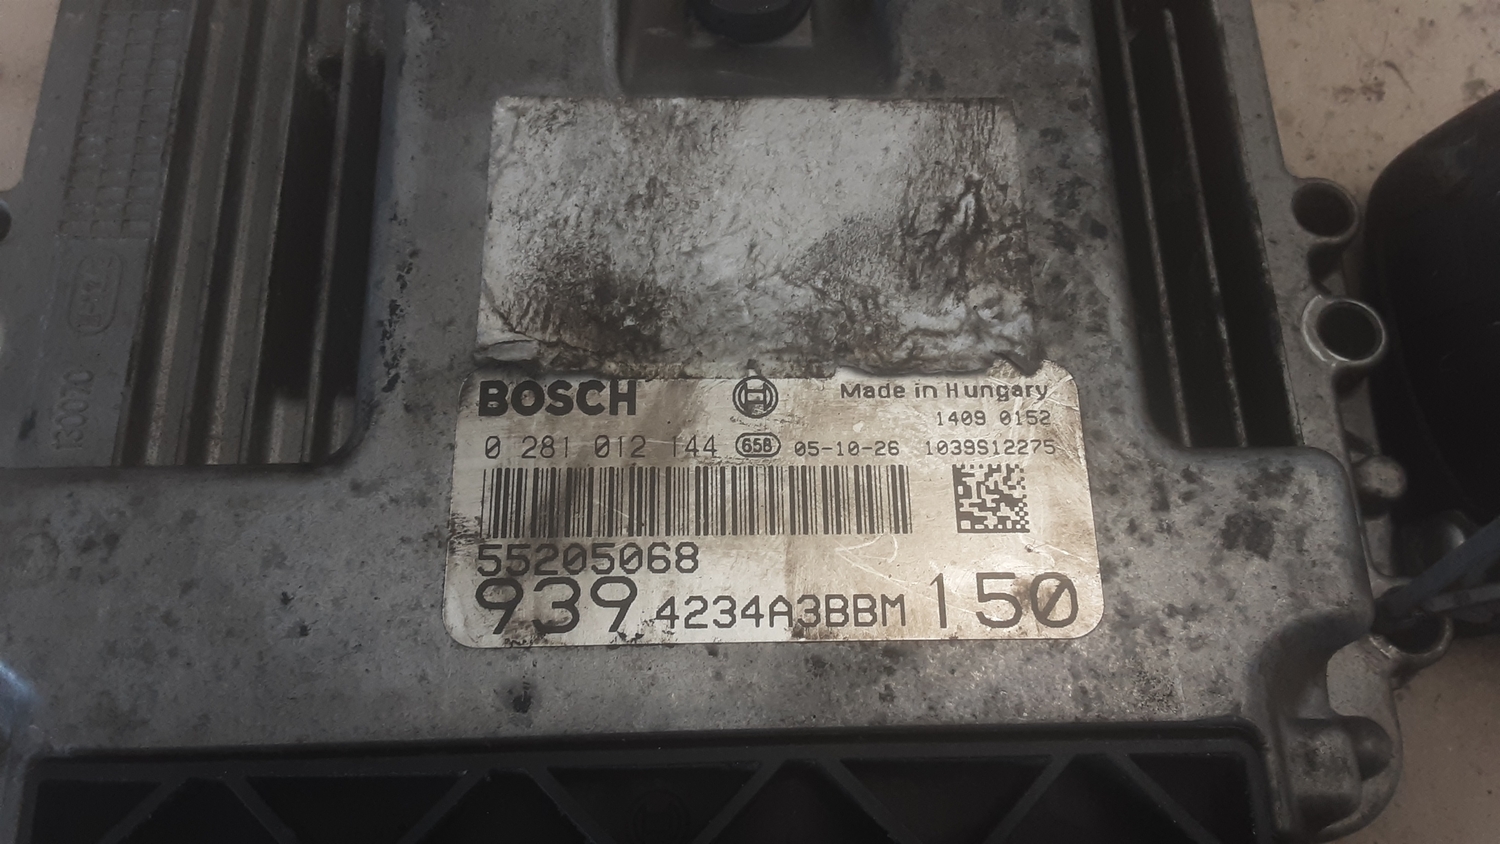 BOSCH Made in Hungary
1409 0152
0 281 012 144 658 05-10-26 1039S12275
55205068
939 4234A3BBM 150
130070